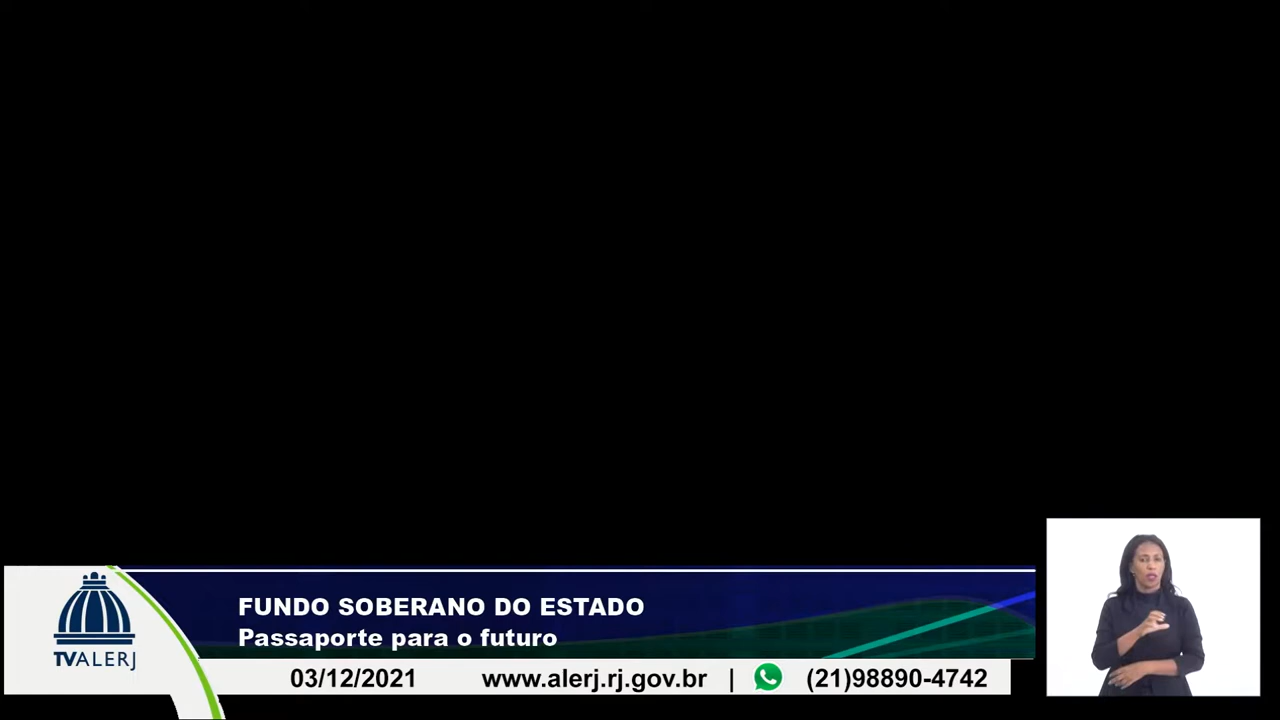 FUNDO SOBERANO DO ESTADO
Passaporte para o futuro
TVALERJ
03/12/2021 www.alerj.rj.gov.br | (21)98890-4742